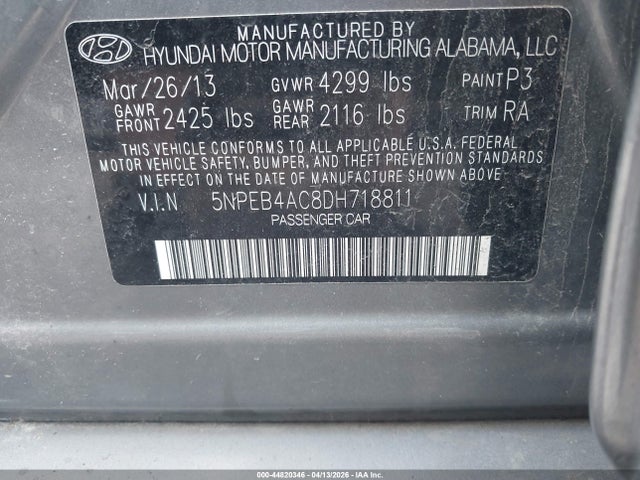 MANUFACTURED BY
HYUNDAI MOTOR MANUFACTURING ALABAMA, LLC
Mar/26/13 GVWR 4299 lbs PAINT P3
GAWR FRONT 2425 lbs GAWR REAR 2116 lbs TRIM RA
THIS VEHICLE CONFORMS TO ALL APPLICABLE U.S.A. FEDERAL
MOTOR VEHICLE SAFETY, BUMPER, AND THEFT PREVENTION STANDARDS
IN EFFECT ON THE DATE OF MANUFACTURE SHOWN ABOVE.
V.I.N 5NPEB4AC8DH718811
PASSENGER CAR
000-44820346 - 04/13/2026 - IAA, Inc.